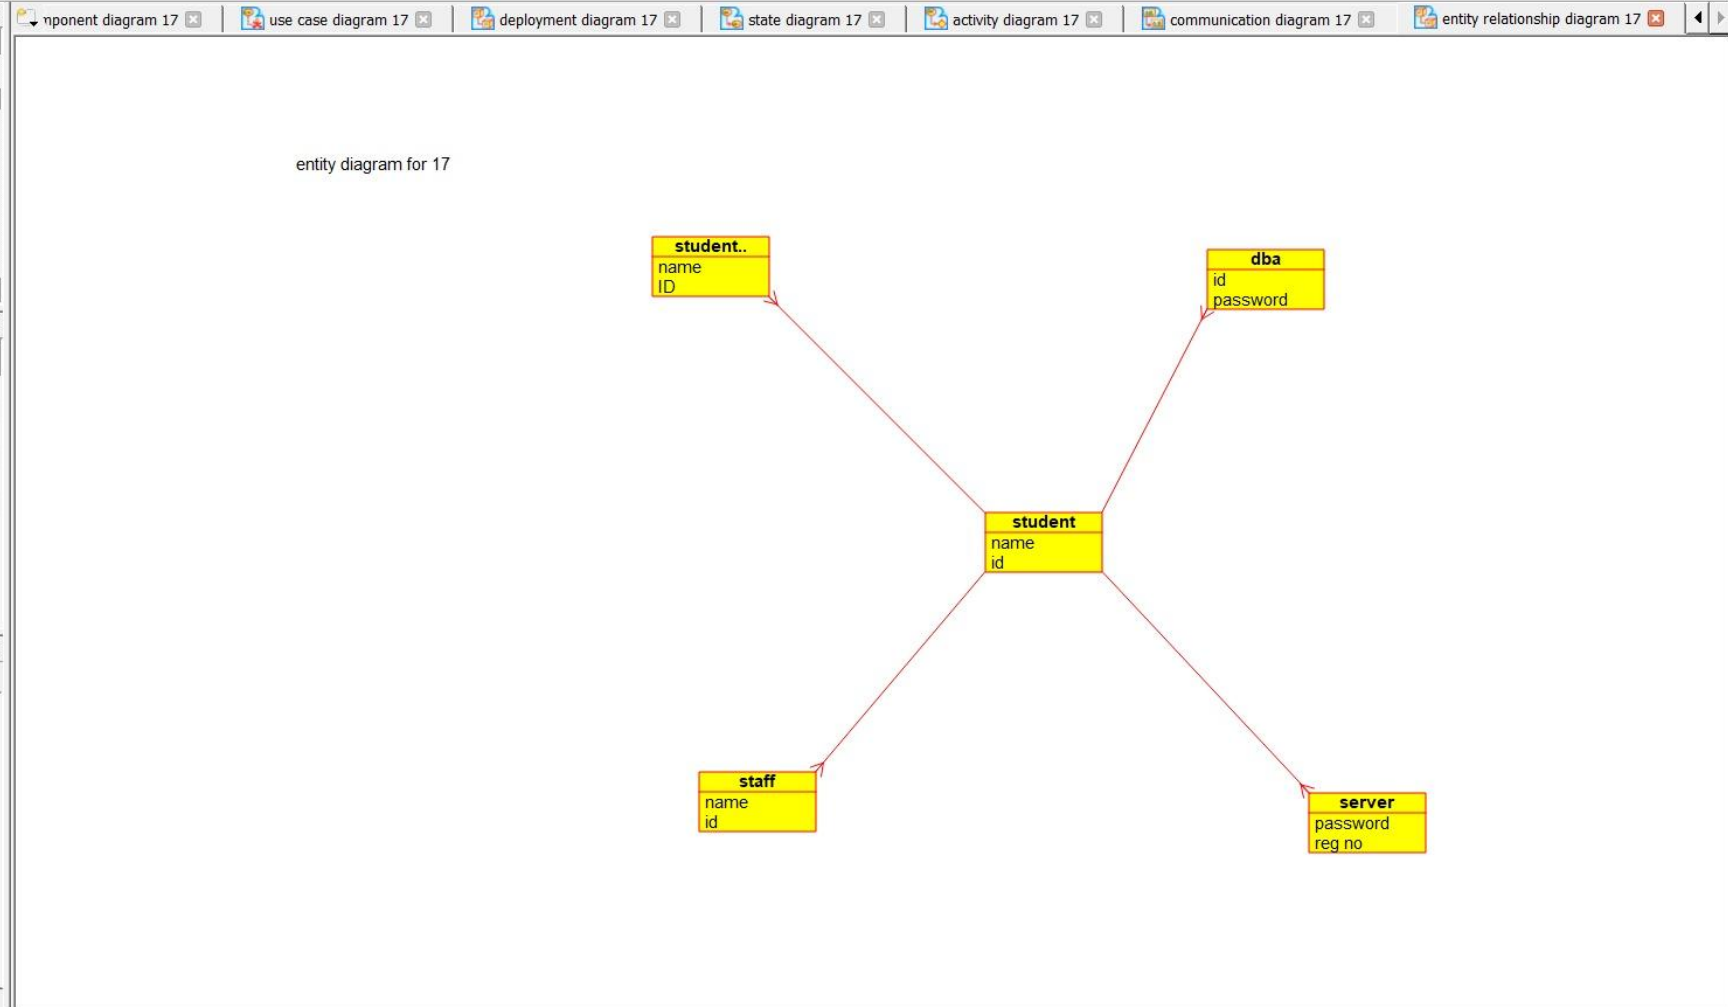 mponent diagram 17
use case diagram 17
deployment diagram 17
state diagram 17
activity diagram 17
communication diagram 17
entity relationship diagram 17
entity diagram for 17
student..
name
ID
dba
id
password
student
name
id
staff
name
id
server
password
reg no